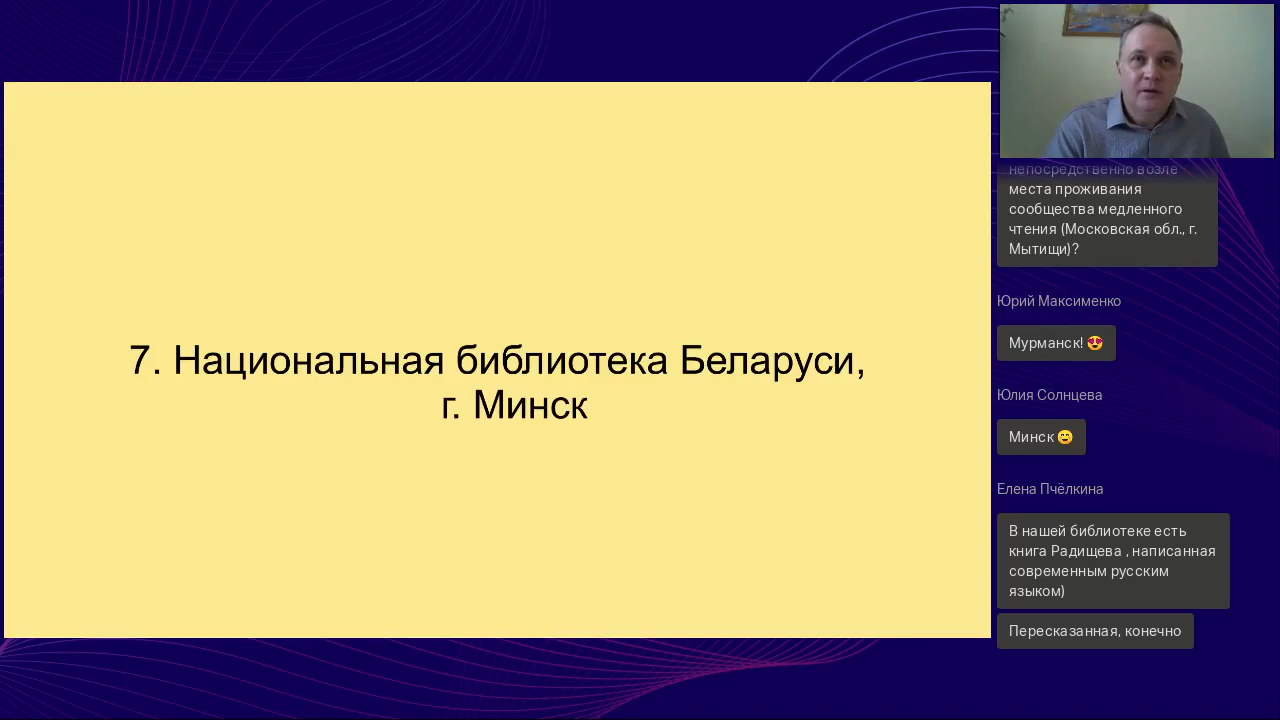 7. Национальная библиотека Беларуси,
г. Минск
непосредственно возле
места проживания
сообщества медленного
чтения (Московская обл., г.
Мытищи)?
Юрий Максименко
Мурманск! 😍
Юлия Солнцева
Минск 😊
Елена Пчёлкина
В нашей библиотеке есть
книга Радищева , написанная
современным русским
языком)
Пересказанная, конечно